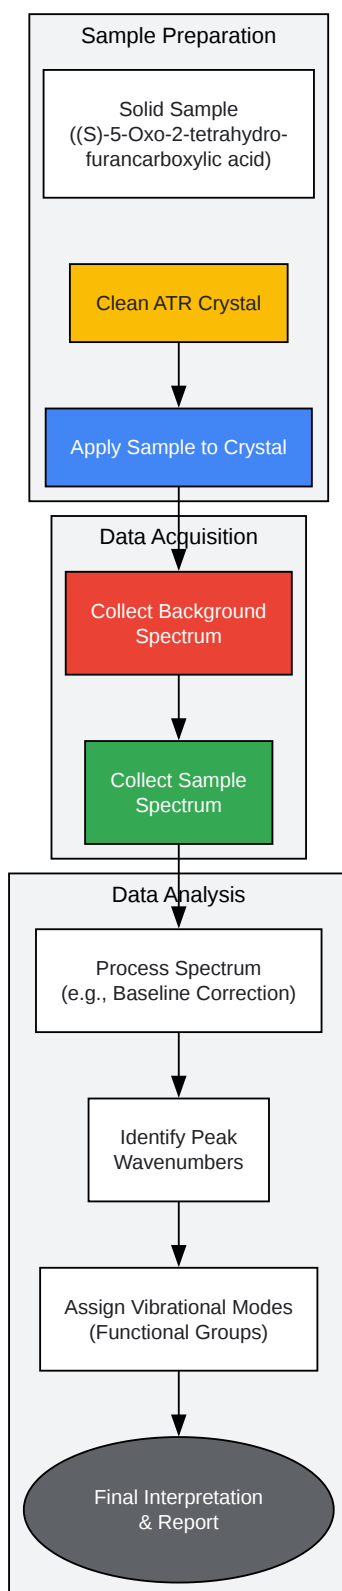 Sample Preparation
Solid Sample
((S)-5-Oxo-2-tetrahydro-
furancarboxylic acid)
Clean ATR Crystal
Apply Sample to Crystal
Data Acquisition
Collect Background
Spectrum
Collect Sample
Spectrum
Data Analysis
Process Spectrum
(e.g., Baseline Correction)
Identify Peak
Wavenumbers
Assign Vibrational Modes
(Functional Groups)
Final Interpretation
& Report